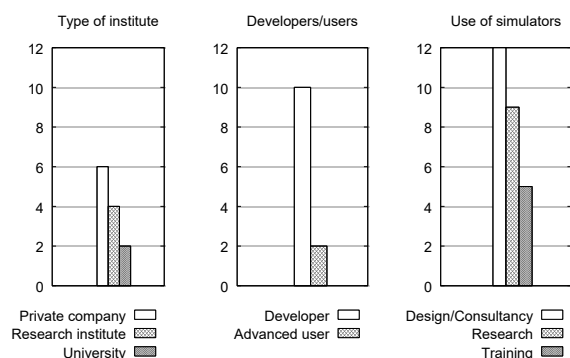 Type of institute
12
10
8
6
4
2
0
Private company
Research institute
University
Developers/users
12
10
8
6
4
2
0
Developer
Advanced user
Use of simulators
12
10
8
6
4
2
0
Design/Consultancy
Research
Training